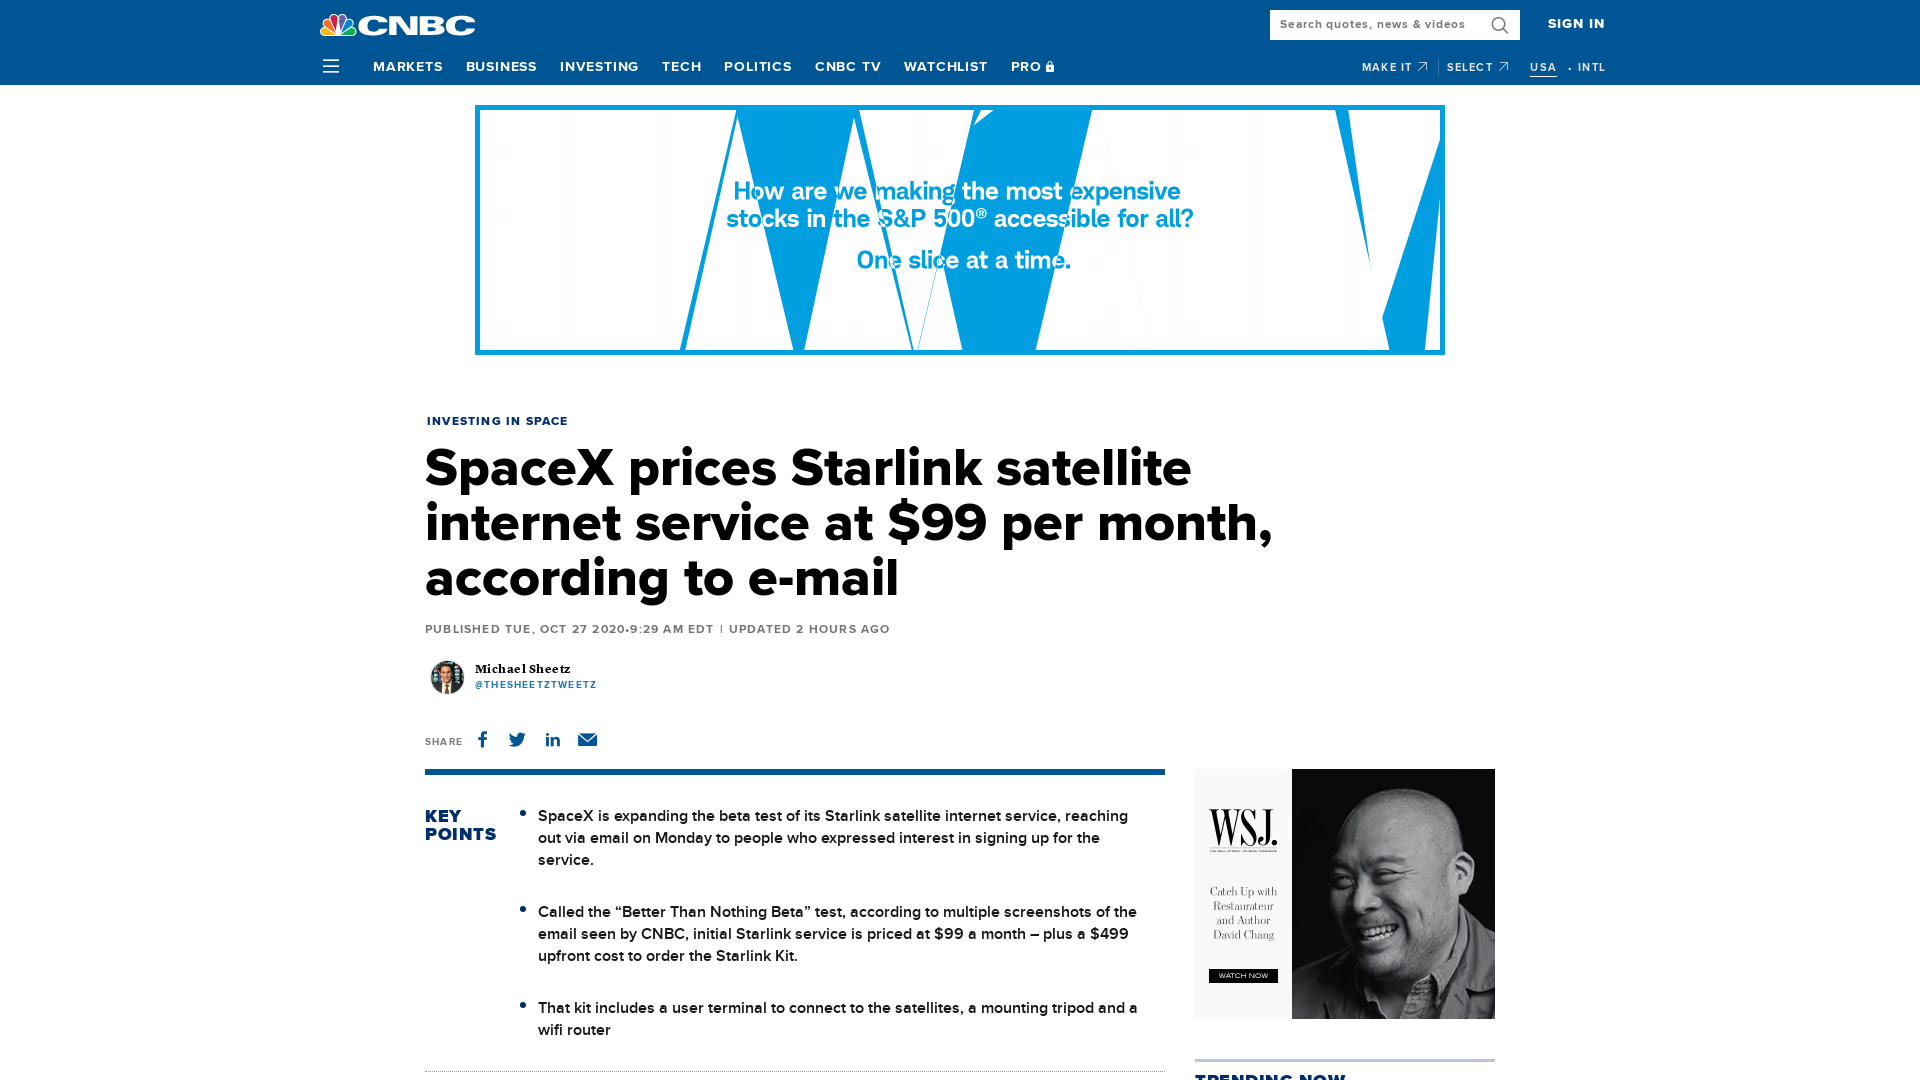 CNBC
Search quotes, news & videos
SIGN IN
MARKETS BUSINESS INVESTING TECH POLITICS CNBC TV WATCHLIST PRO
MAKE IT SELECT USA • INTL
How are we making the most expensive
stocks in the S&P 500® accessible for all?
One slice at a time.
INVESTING IN SPACE
SpaceX prices Starlink satellite
internet service at $99 per month,
according to e-mail
PUBLISHED TUE, OCT 27 2020•9:29 AM EDT | UPDATED 2 HOURS AGO
Michael Sheetz
@THESHEETZTWEETZ
SHARE
KEY
POINTS
SpaceX is expanding the beta test of its Starlink satellite internet service, reaching
out via email on Monday to people who expressed interest in signing up for the
service.
Called the “Better Than Nothing Beta” test, according to multiple screenshots of the
email seen by CNBC, initial Starlink service is priced at $99 a month – plus a $499
upfront cost to order the Starlink Kit.
That kit includes a user terminal to connect to the satellites, a mounting tripod and a
wifi router
WSJ.
Catch Up with
Restaurateur
and Author
David Chang
WATCH NOW
TRENDING NOW